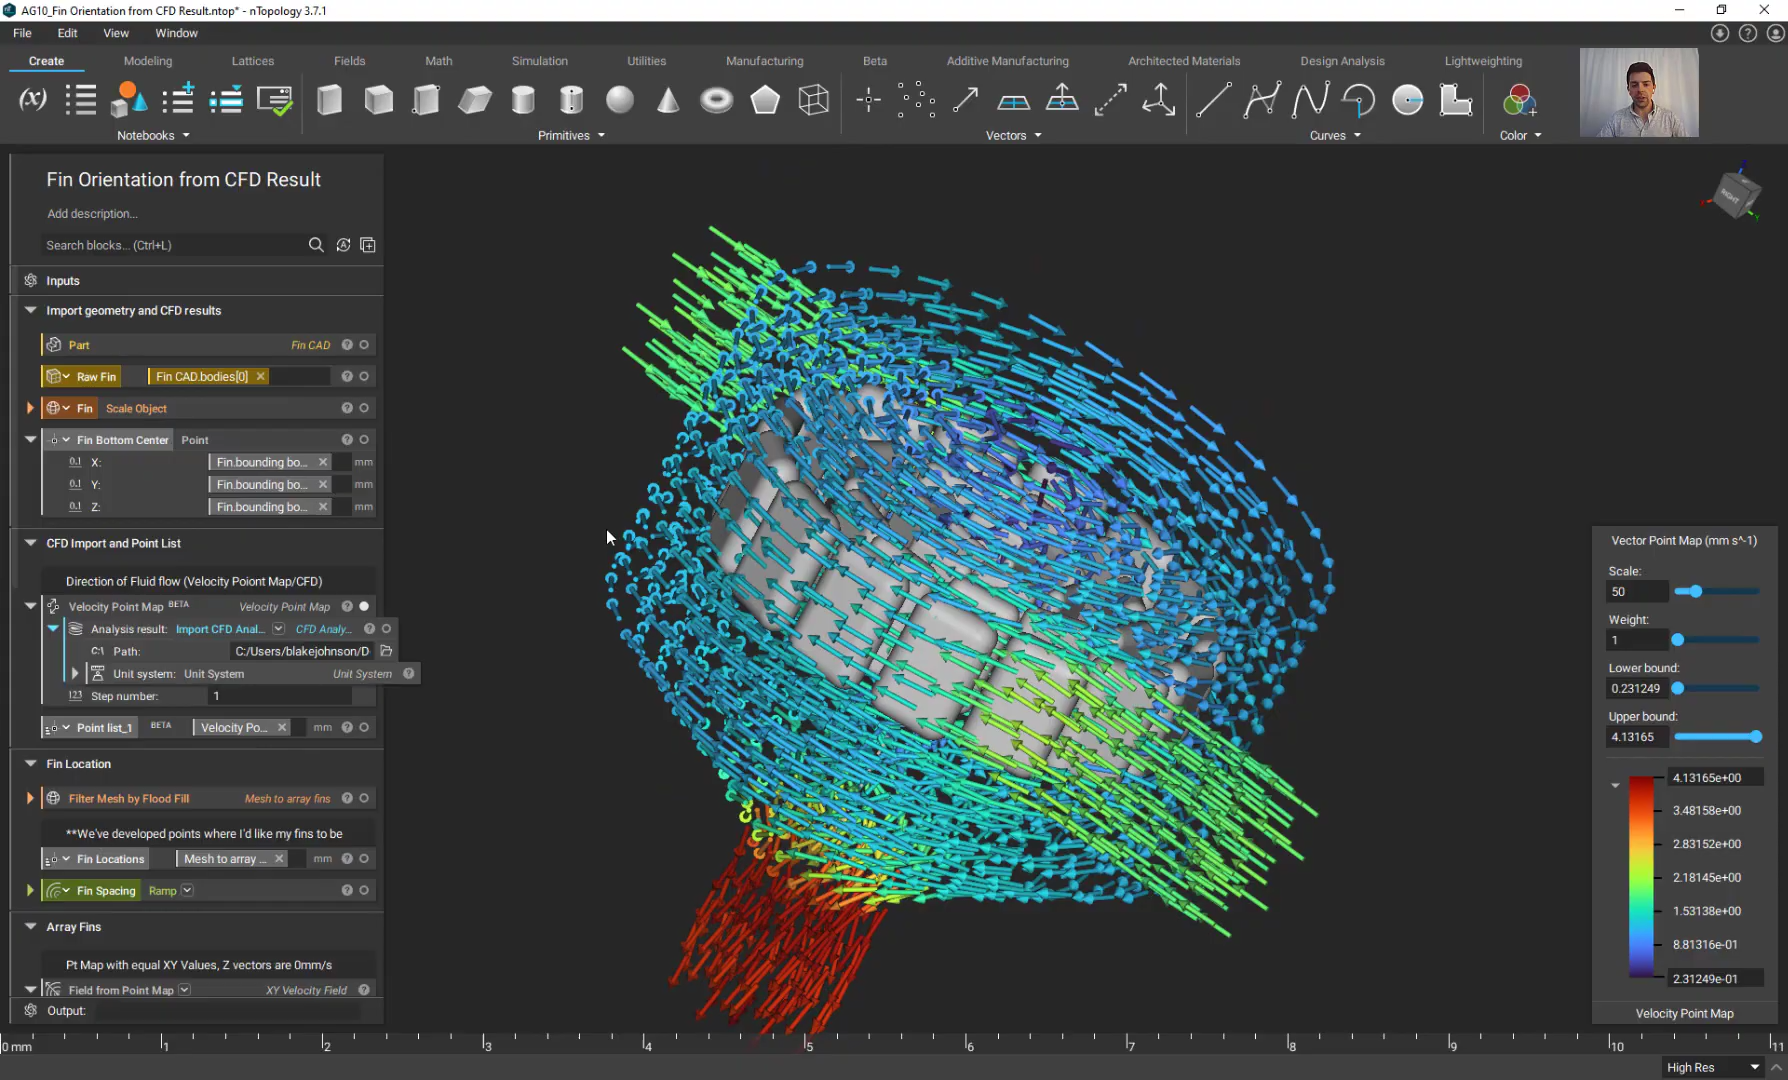 AG10_Fin Orientation from CFD Result.ntop* - nTopology 3.7.1
File Edit View Window
Create Modeling Lattices Fields Math Simulation Utilities Manufacturing Beta Additive Manufacturing Architected Materials Design Analysis Lightweighting
(x)
Notebooks Primitives Vectors Curves Color
Fin Orientation from CFD Result
Add description...
Search blocks... (Ctrl+L)
Inputs
Import geometry and CFD results
Part Fin CAD
Raw Fin Fin CAD.bodies[0]
Fin Scale Object
Fin Bottom Center Point
0.1 X: Fin.bounding bo... mm
0.1 Y: Fin.bounding bo... mm
0.1 Z: Fin.bounding bo... mm
CFD Import and Point List
Direction of Fluid flow (Velocity Poiont Map/CFD)
Velocity Point Map BETA Velocity Point Map
Analysis result: Import CFD Anal... CFD Analy...
C:\ Path: C:/Users/blakejohnson/D
Unit system: Unit System Unit System
123 Step number: 1
Point list_1 BETA Velocity Po... mm
Fin Location
Filter Mesh by Flood Fill Mesh to array fins
**We've developed points where I'd like my fins to be
Fin Locations Mesh to array ... mm
Fin Spacing Ramp
Array Fins
Pt Map with equal XY Values, Z vectors are 0mm/s
Field from Point Map XY Velocity Field
Output:
RIGHT
Vector Point Map (mm s^-1)
Scale:
50
Weight:
1
Lower bound:
0.231249
Upper bound:
4.13165
4.13165e+00
3.48158e+00
2.83152e+00
2.18145e+00
1.53138e+00
8.81316e-01
2.31249e-01
Velocity Point Map
0 mm 1 2 3 4 5 6 7 8 9 10 11
High Res